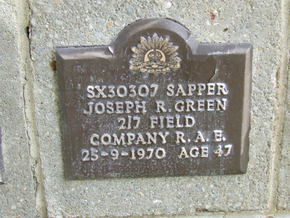 SX30307 SAPPER
JOSEPH R. GREEN
2/7 FIELD
COMPANY R. A. E.
25-9-1970 AGE 47